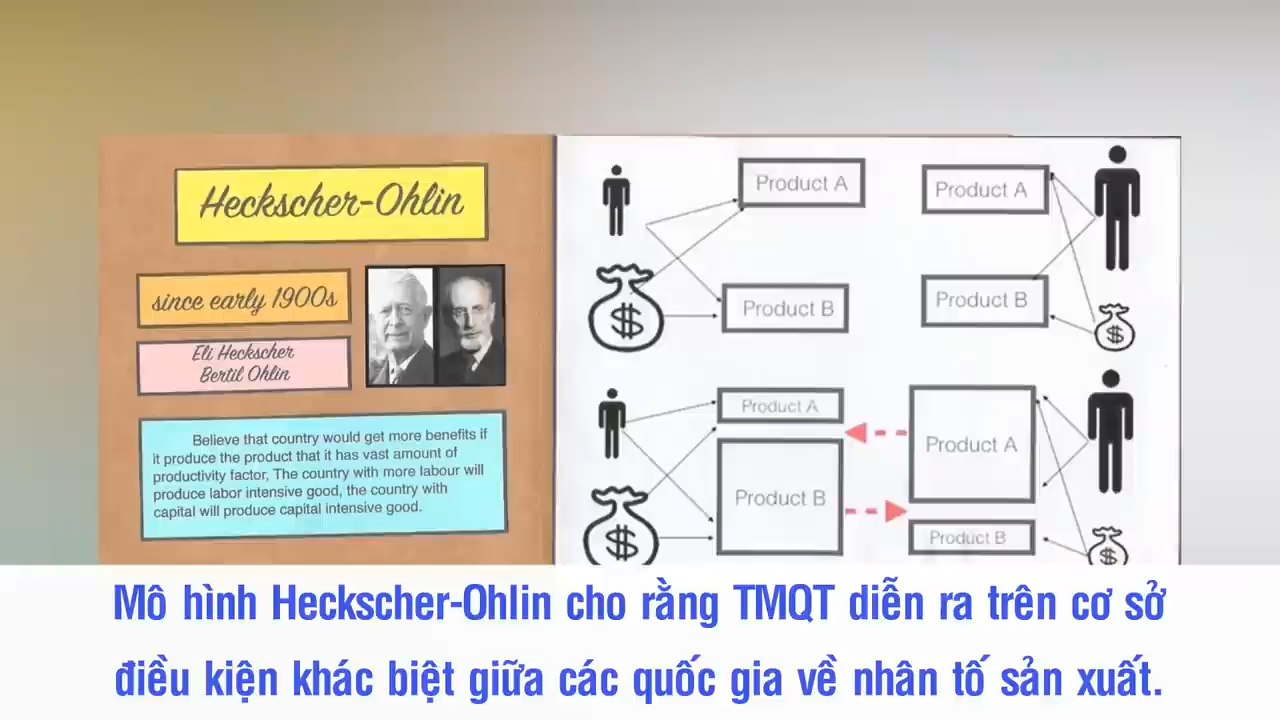 Heckscher-Ohlin
since early 1900s
Eli Heckscher
Bertil Ohlin
Believe that country would get more benefits if
it produce the product that it has vast amount of
productivity factor, The country with more labour will
produce labor intensive good, the country with
capital will produce capital intensive good.
Product A
Product A
$
Product B
Product B
$
Product A
Product A
Product B
Product B
$
$
Mô hình Heckscher-Ohlin cho rằng TMQT diễn ra trên cơ sở
điều kiện khác biệt giữa các quốc gia về nhân tố sản xuất.